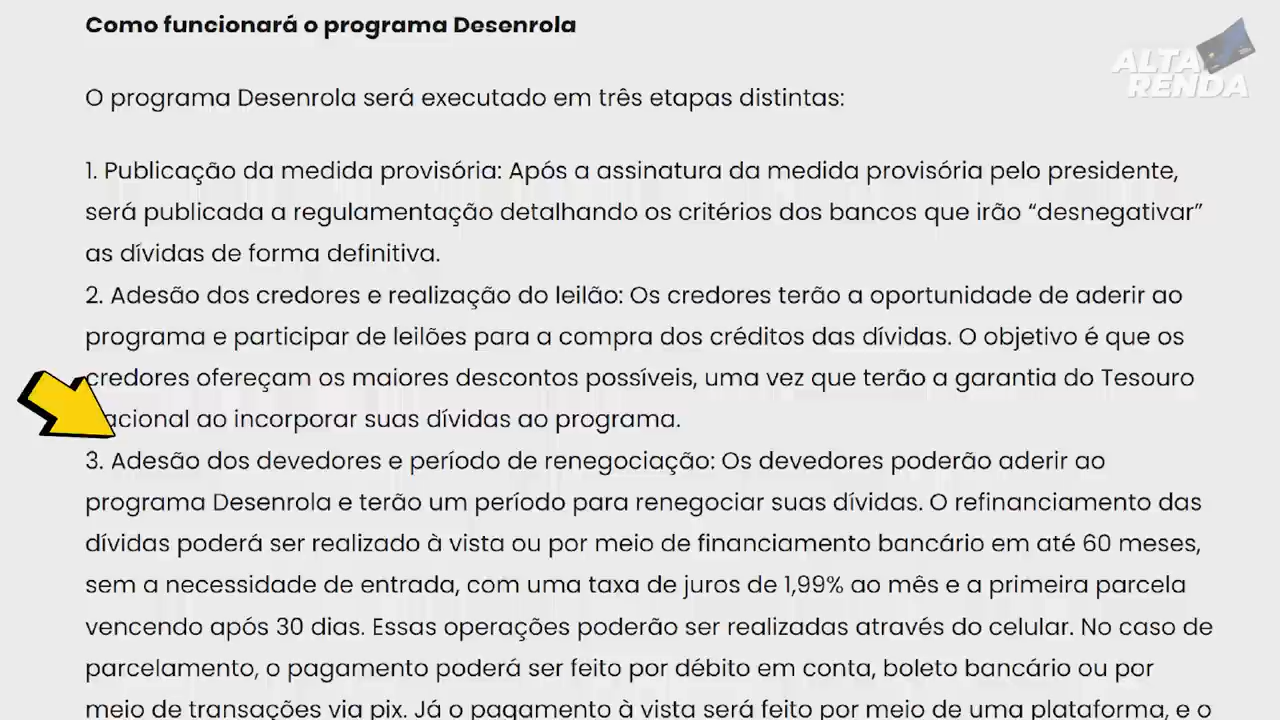 Como funcionará o programa Desenrola
ALTA
RENDA
O programa Desenrola será executado em três etapas distintas:
1. Publicação da medida provisória: Após a assinatura da medida provisória pelo presidente,
será publicada a regulamentação detalhando os critérios dos bancos que irão “desnegativar”
as dívidas de forma definitiva.
2. Adesão dos credores e realização do leilão: Os credores terão a oportunidade de aderir ao
programa e participar de leilões para a compra dos créditos das dívidas. O objetivo é que os
credores ofereçam os maiores descontos possíveis, uma vez que terão a garantia do Tesouro
acional ao incorporar suas dívidas ao programa.
3. Adesão dos devedores e período de renegociação: Os devedores poderão aderir ao
programa Desenrola e terão um período para renegociar suas dívidas. O refinanciamento das
dívidas poderá ser realizado à vista ou por meio de financiamento bancário em até 60 meses,
sem a necessidade de entrada, com uma taxa de juros de 1,99% ao mês e a primeira parcela
vencendo após 30 dias. Essas operações poderão ser realizadas através do celular. No caso de
parcelamento, o pagamento poderá ser feito por débito em conta, boleto bancário ou por
meio de transações via pix. Já o pagamento à vista será feito por meio de uma plataforma, e o